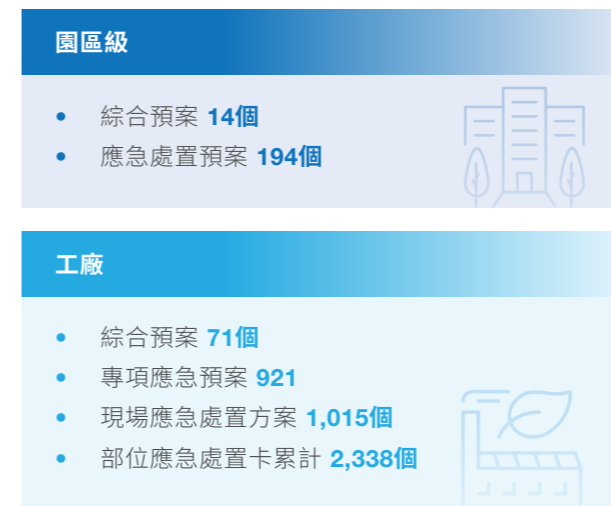 園區級
• 綜合預案 14個
• 應急處置預案 194個
工廠
• 綜合預案 71個
• 專項應急預案 921
• 現場應急處置方案 1,015個
• 部位應急處置卡累計 2,338個